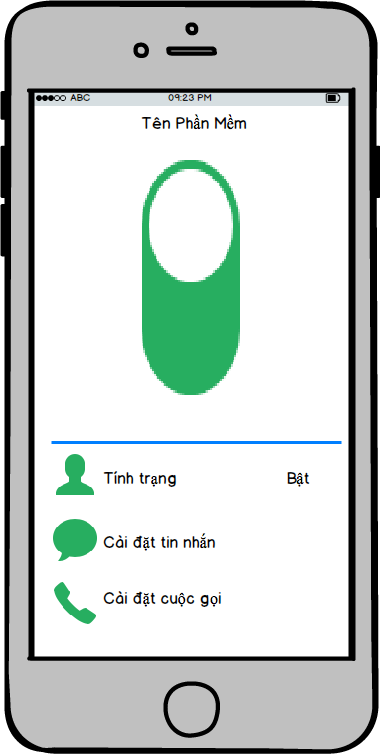 ABC 09:23 PM
Tên Phần Mềm
Tính trạng Bật
Cài đặt tin nhắn
Cài đặt cuộc gọi